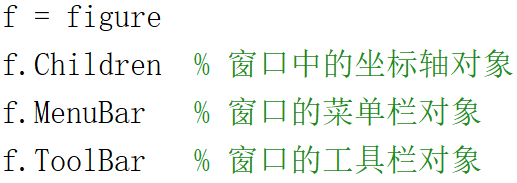 f = figure
f.Children  % 窗口中的坐标轴对象
f.MenuBar   % 窗口的菜单栏对象
f.ToolBar   % 窗口的工具栏对象